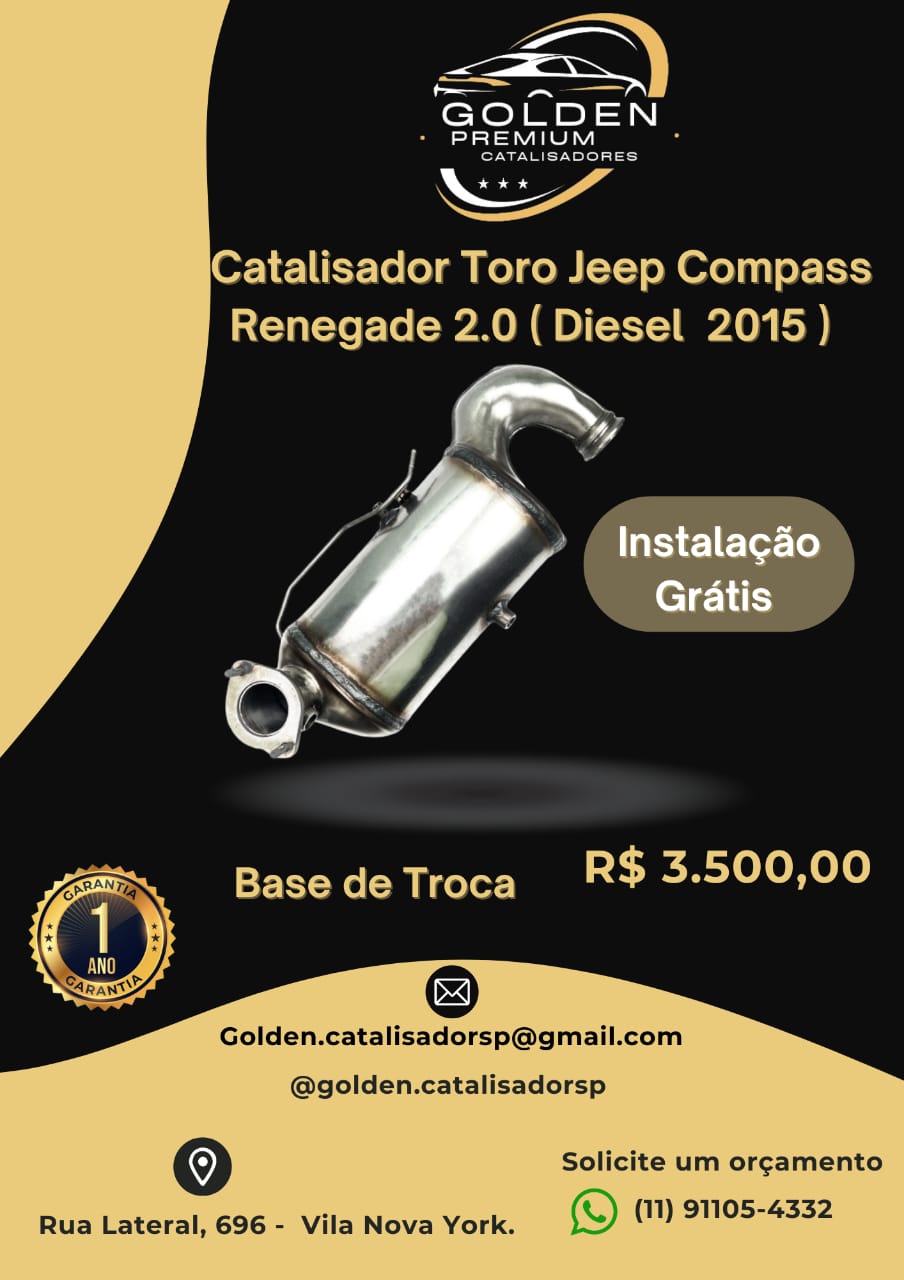 GOLDEN
PREMIUM
CATALISADORES
Catalisador Toro Jeep Compass
Renegade 2.0 ( Diesel 2015 )
Instalação
Grátis
Base de Troca
R$ 3.500,00
GARANTIA
1
ANO
GARANTIA
Golden.catalisadorsp@gmail.com
@golden.catalisadorsp
Rua Lateral, 696 - Vila Nova York.
Solicite um orçamento
(11) 91105-4332